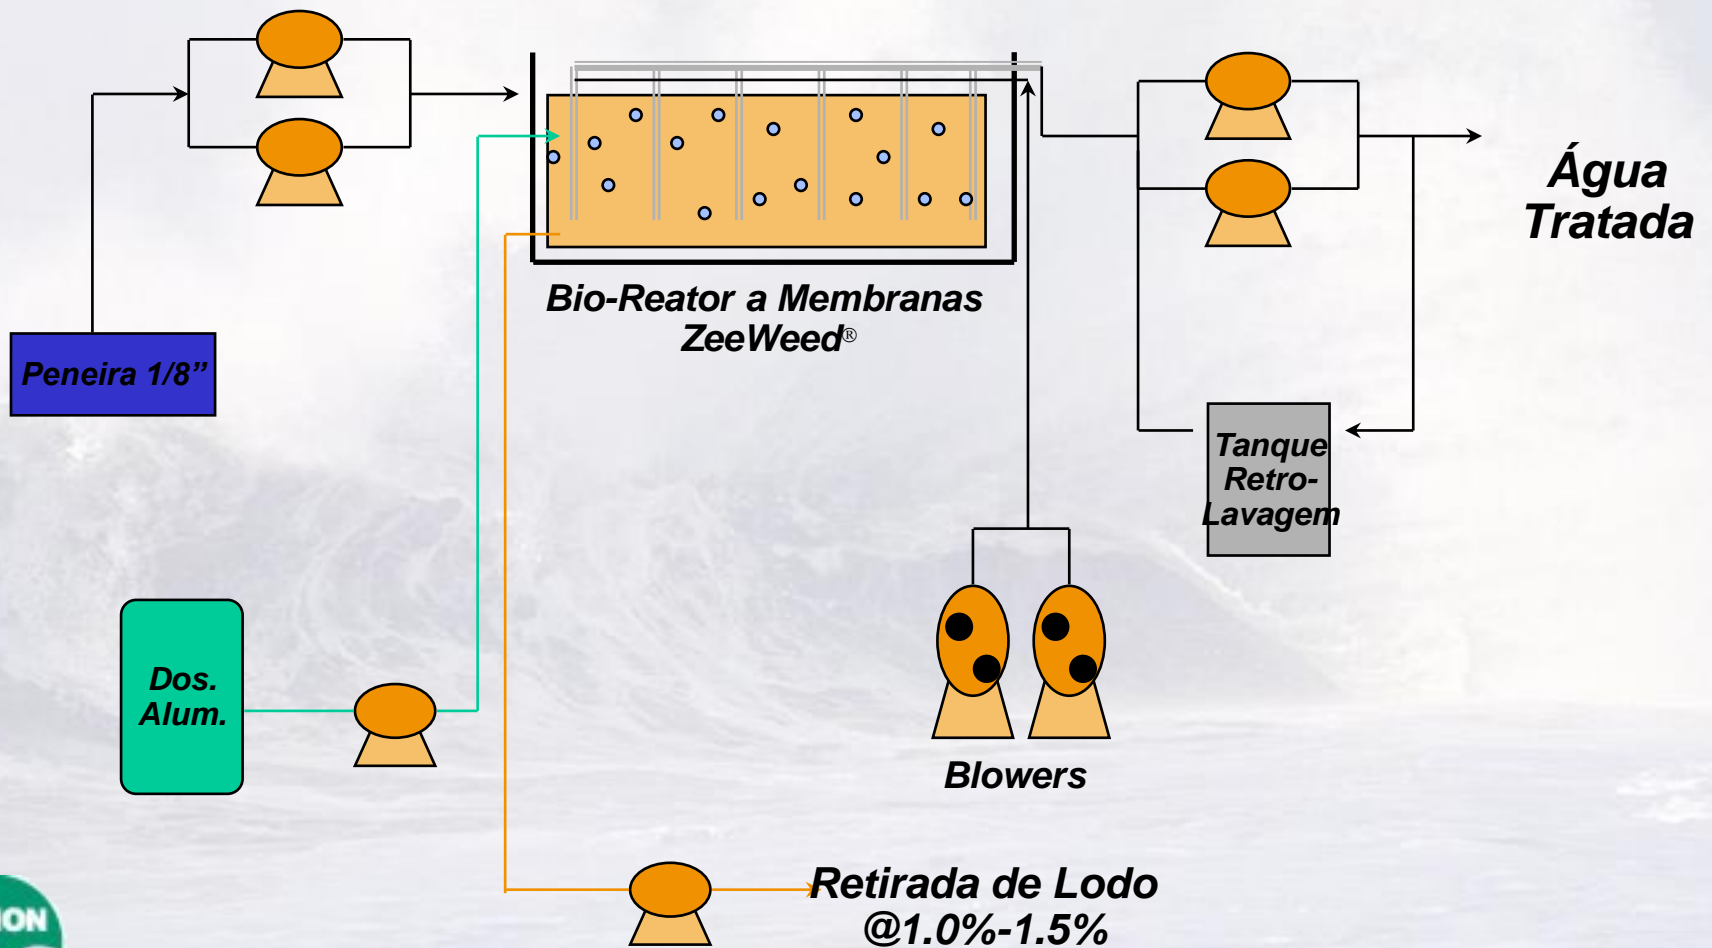 Água
Tratada
Bio-Reator a Membranas
ZeeWeed®
Peneira 1/8”
Tanque
Retro-
Lavagem
Dos.
Alum.
Blowers
Retirada de Lodo
@1.0%-1.5%